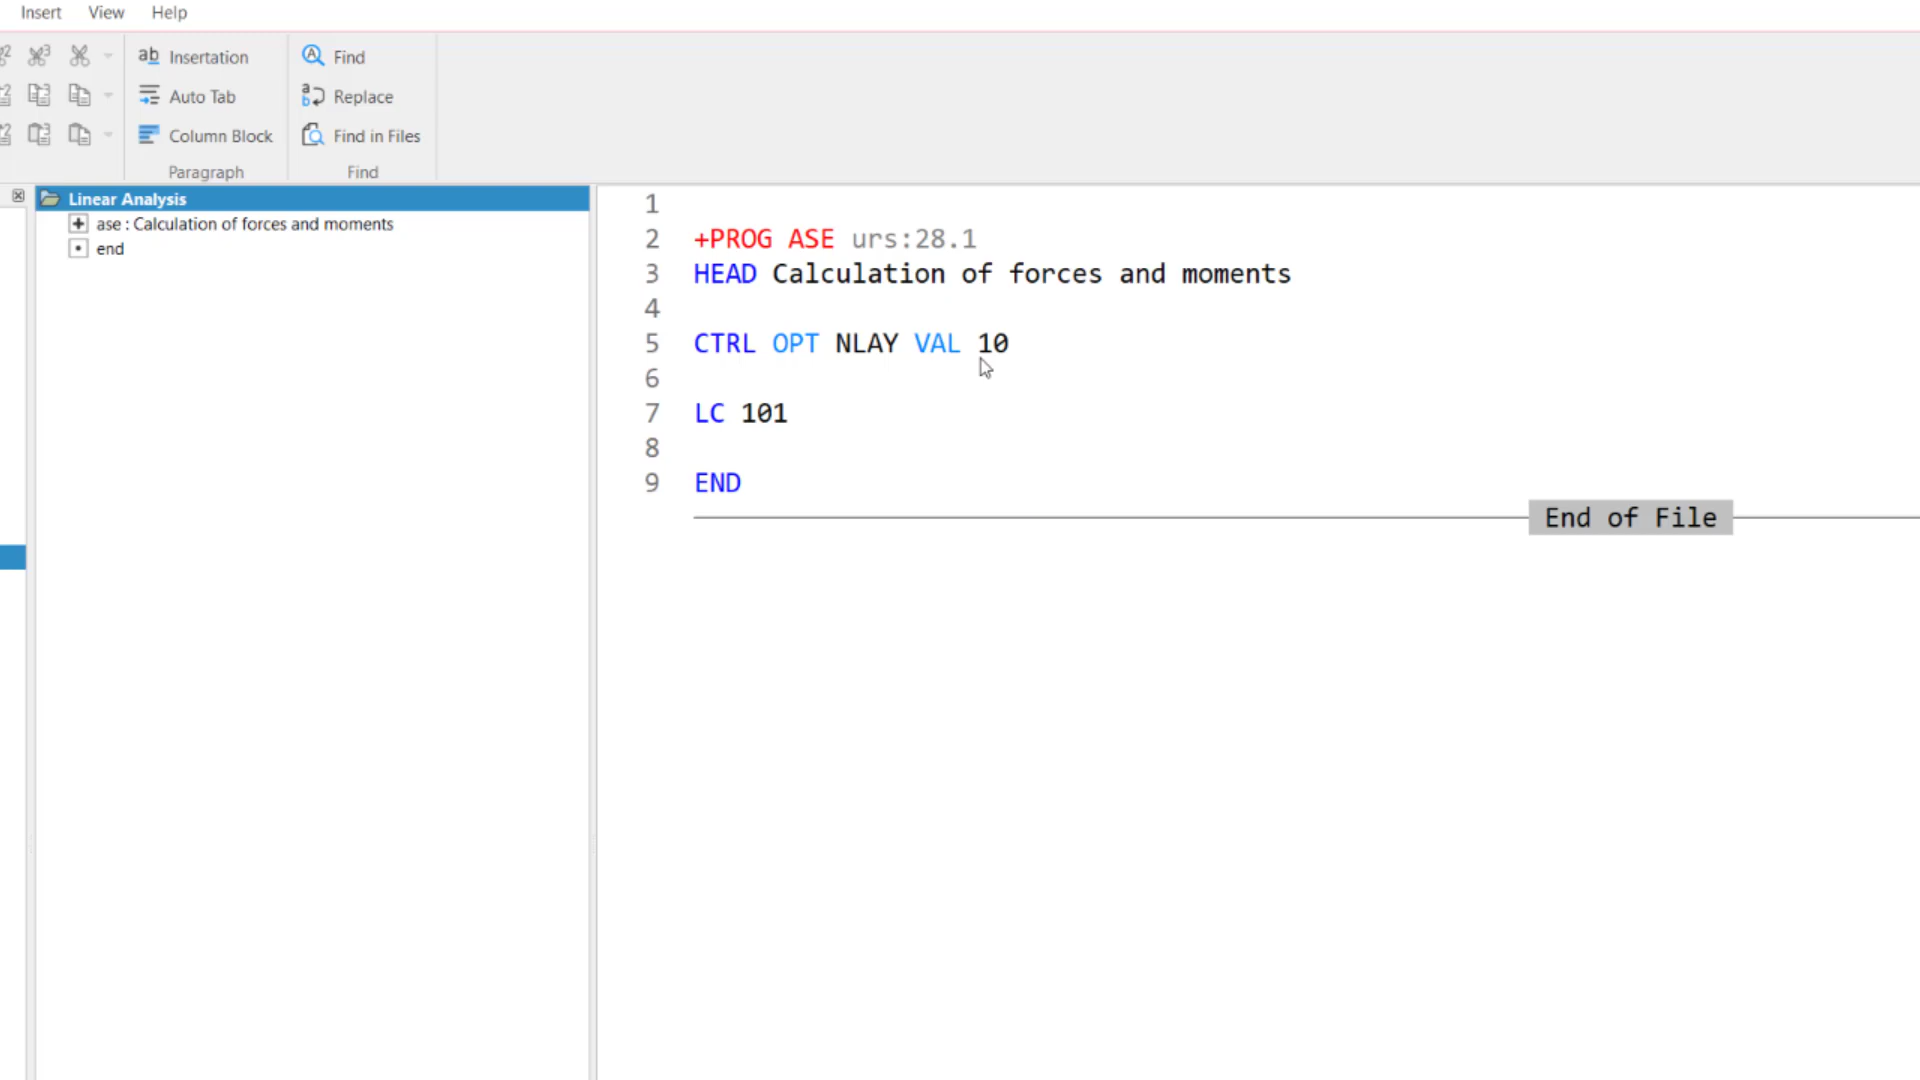 Insert View Help
Insertation
Auto Tab
Column Block
Paragraph
Find
Replace
Find in Files
Find
Linear Analysis
ase : Calculation of forces and moments
end
1
2 +PROG ASE urs:28.1
3 HEAD Calculation of forces and moments
4
5 CTRL OPT NLAY VAL 10
6
7 LC 101
8
9 END
End of File